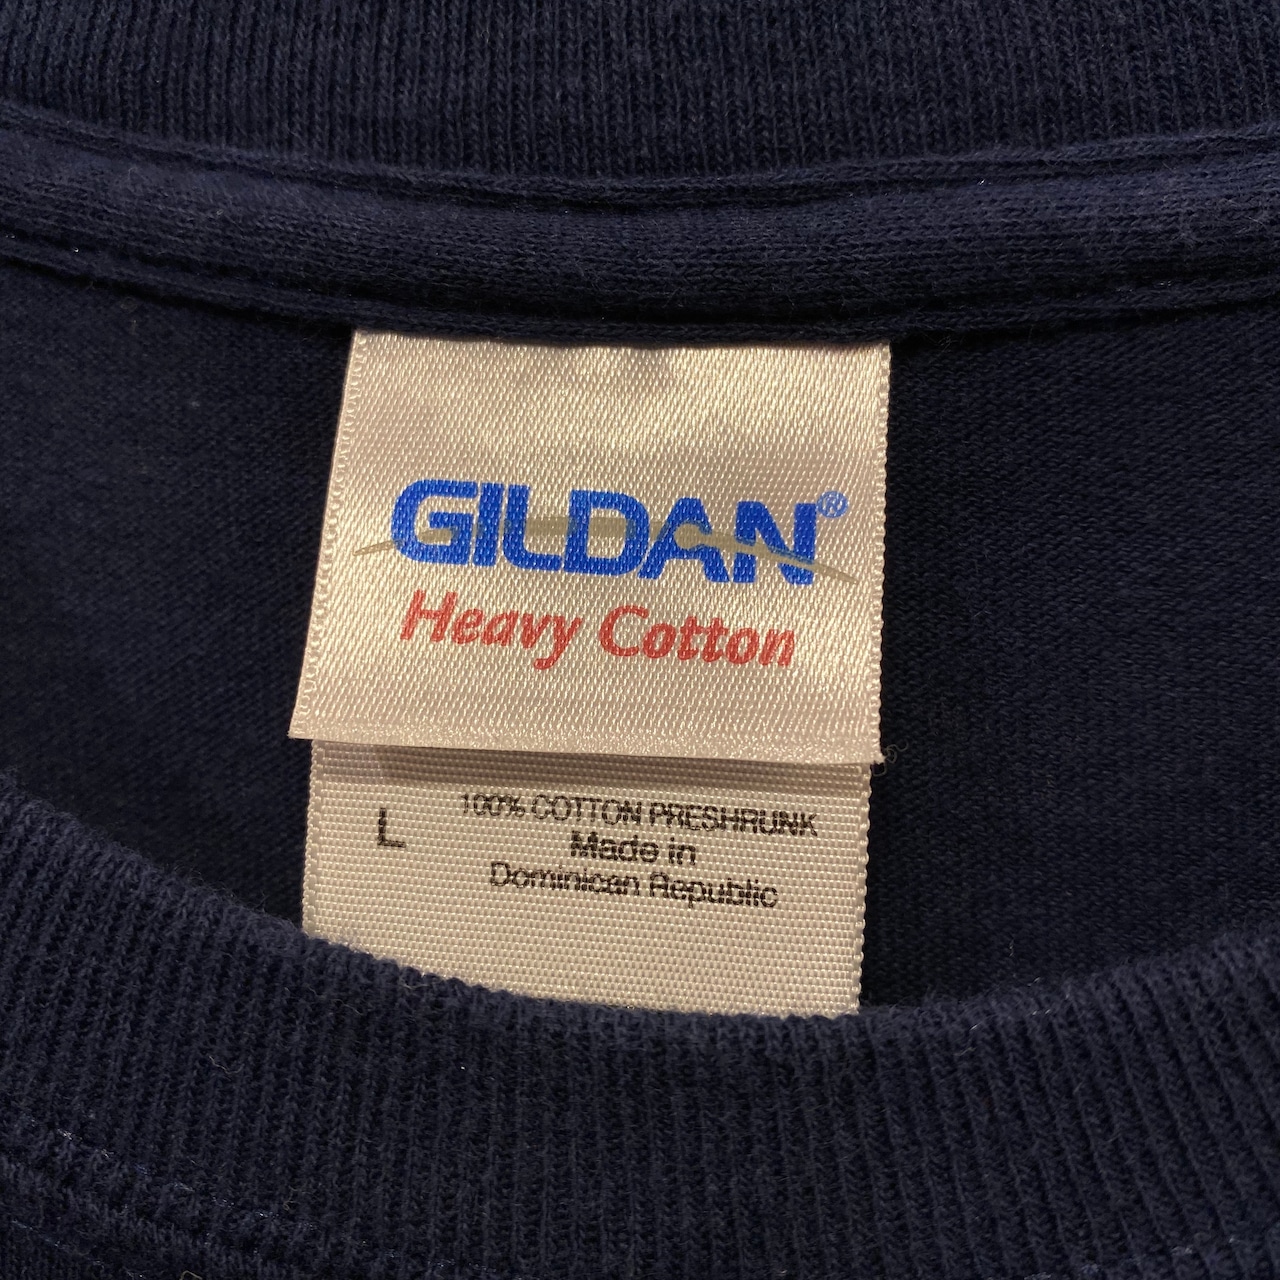 GILDAN®
Heavy Cotton
L
100% COTTON PRESHRUNK
Made in
Dominican Republic